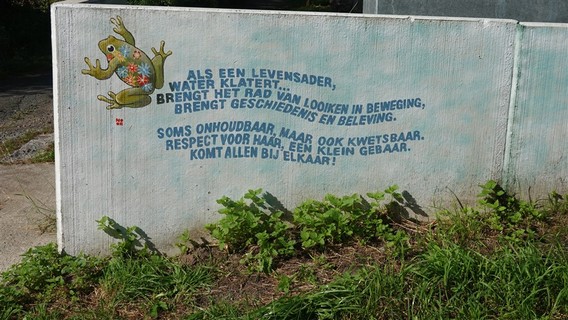 ALS EEN LEVENSADER,
WATER KLATERT...
BRENGT HET RAD VAN LOOIKEN IN BEWEGING,
BRENGT GESCHIEDENIS EN BELEVING.
SOMS ONHOUDBAAR, MAAR OOK KWETSBAAR.
RESPECT VOOR HAAR, EEN KLEIN GEBAAR.
KOMT ALLEN BIJ ELKAAR!